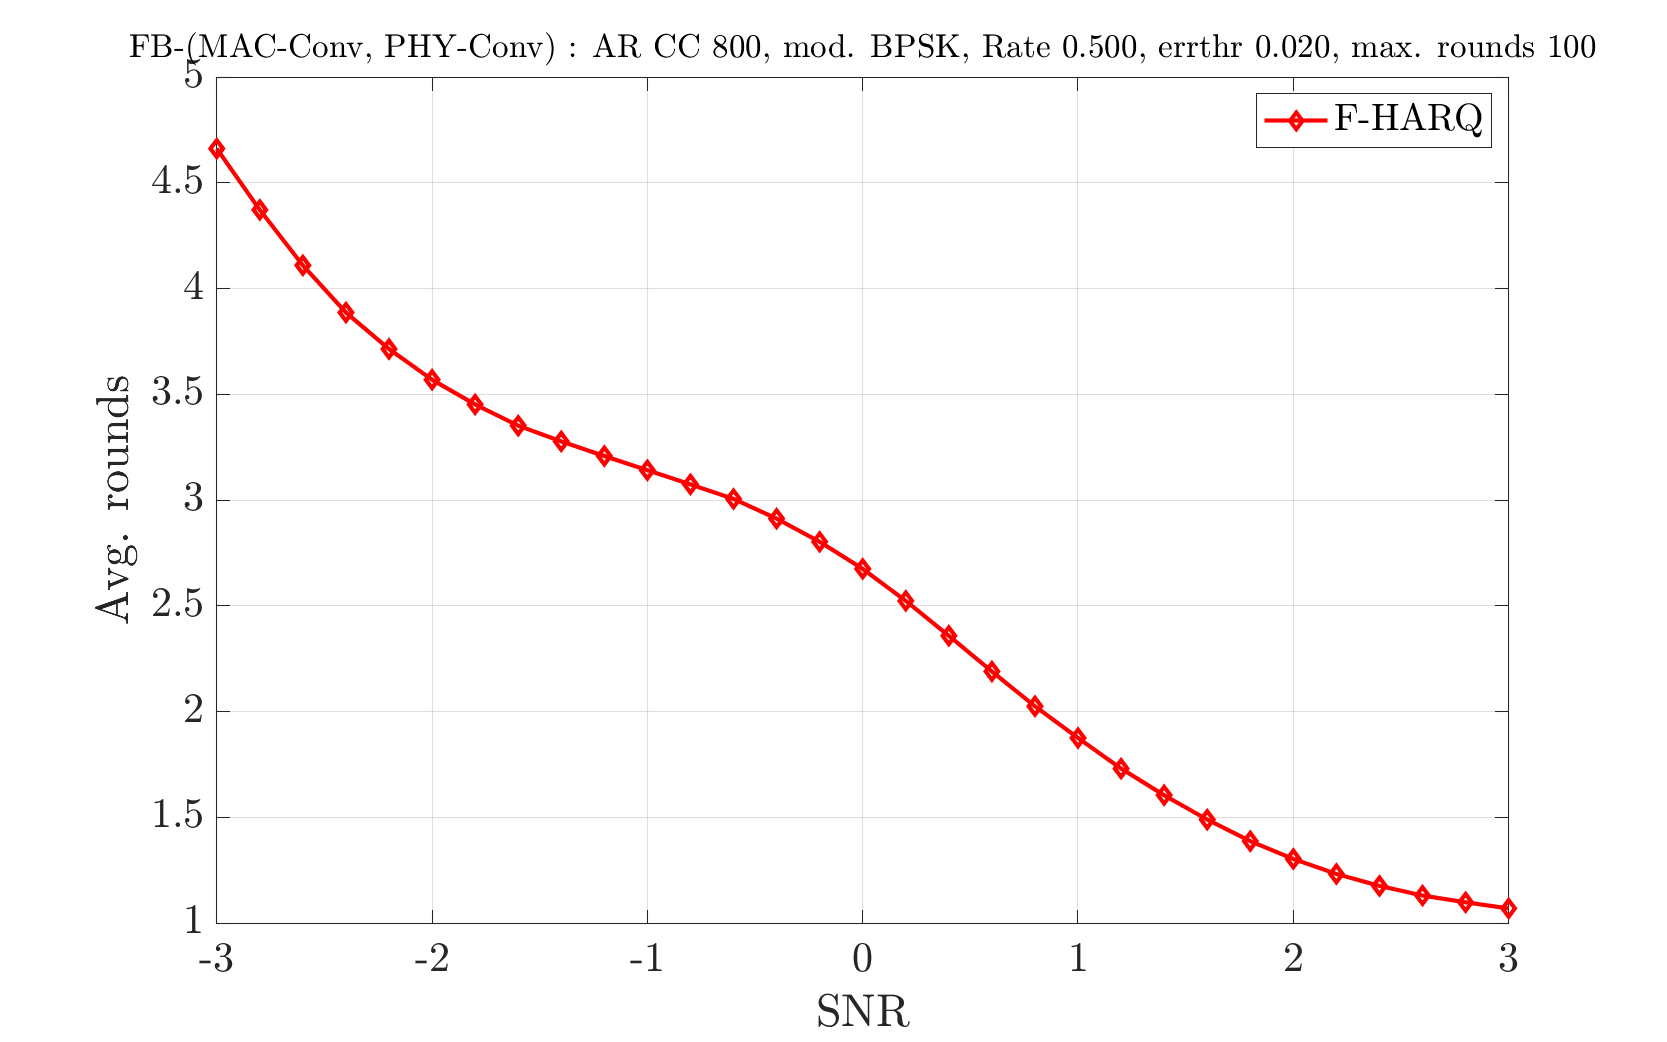 FB-(MAC-Conv, PHY-Conv) : AR CC 800, mod. BPSK, Rate 0.500, errthr 0.020, max. rounds 100
F-HARQ
5
4.5
4
3.5
3
2.5
2
1.5
1
Avg. rounds
-3 -2 -1 0 1 2 3
SNR